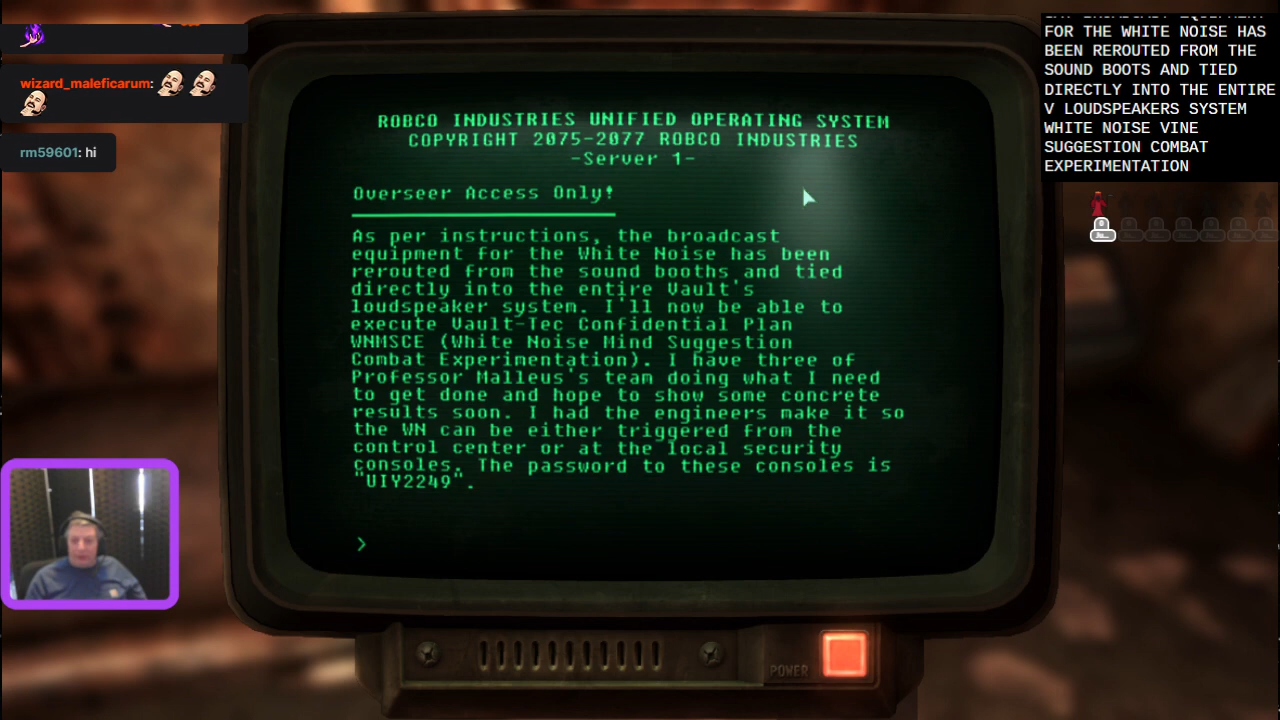 wizard_maleficarum:
rm59601: hi
ROBCO INDUSTRIES UNIFIED OPERATING SYSTEM
COPYRIGHT 2075-2077 ROBCO INDUSTRIES
-Server 1-
Overseer Access Only!
As per instructions, the broadcast
equipment for the White Noise has been
rerouted from the sound booths and tied
directly into the entire Vault's
loudspeaker system. I'll now be able to
execute Vault-Tec Confidential Plan
WNMSCE (White Noise Mind Suggestion
Combat Experimentation). I have three of
Professor Malleus's team doing what I need
to get done and hope to show some concrete
results soon. I had the engineers make it so
the WN can be either triggered from the
control center or at the local security
consoles. The password to these consoles is
"UIY2249".
>
POWER
FOR THE WHITE NOISE HAS
BEEN REROUTED FROM THE
SOUND BOOTS AND TIED
DIRECTLY INTO THE ENTIRE
V LOUDSPEAKERS SYSTEM
WHITE NOISE VINE
SUGGESTION COMBAT
EXPERIMENTATION